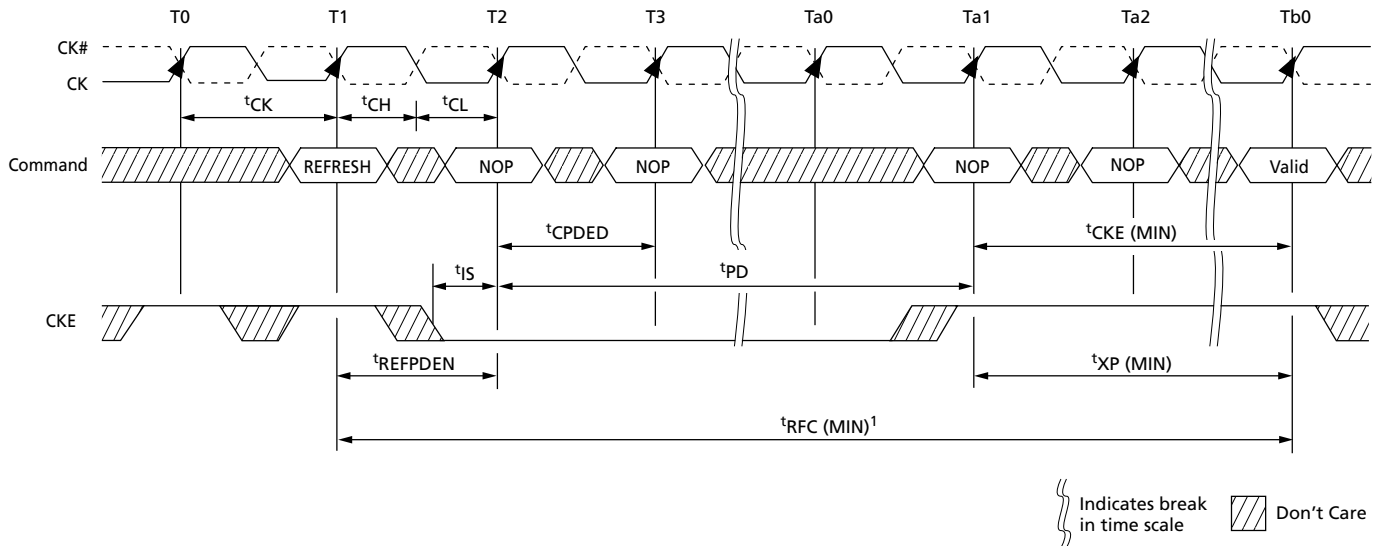 T0 T1 T2 T3 Ta0 Ta1 Ta2 Tb0
CK#
CK
tCK tCH tCL
Command REFRESH NOP NOP NOP NOP Valid
tCPDED tCKE (MIN)
tIS tPD
CKE
tREFPDEN tXP (MIN)
tRFC (MIN)1
Indicates break
in time scale
Don't Care